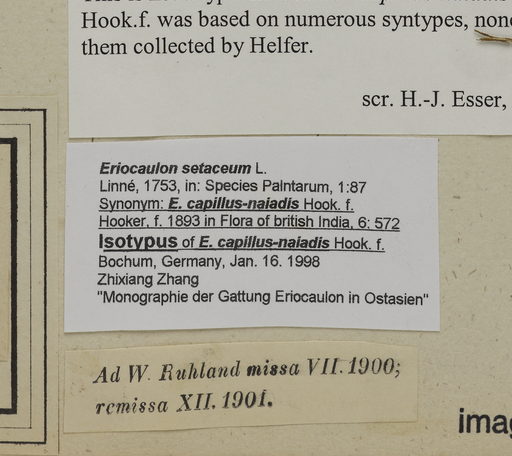 Hook.f. was based on numerous syntypes, none
them collected by Helfer.
scr. H.-J. Esser,
Eriocaulon setaceum L.
Linné, 1753, in: Species Palntarum, 1:87
Synonym: E. capillus-naiadis Hook. f.
Hooker, f. 1893 in Flora of british India, 6: 572
Isotypus of E. capillus-naiadis Hook. f.
Bochum, Germany, Jan. 16. 1998
Zhixiang Zhang
"Monographie der Gattung Eriocaulon in Ostasien"
Ad W. Ruhland missa VII. 1900;
remissa XII. 1901.
imag